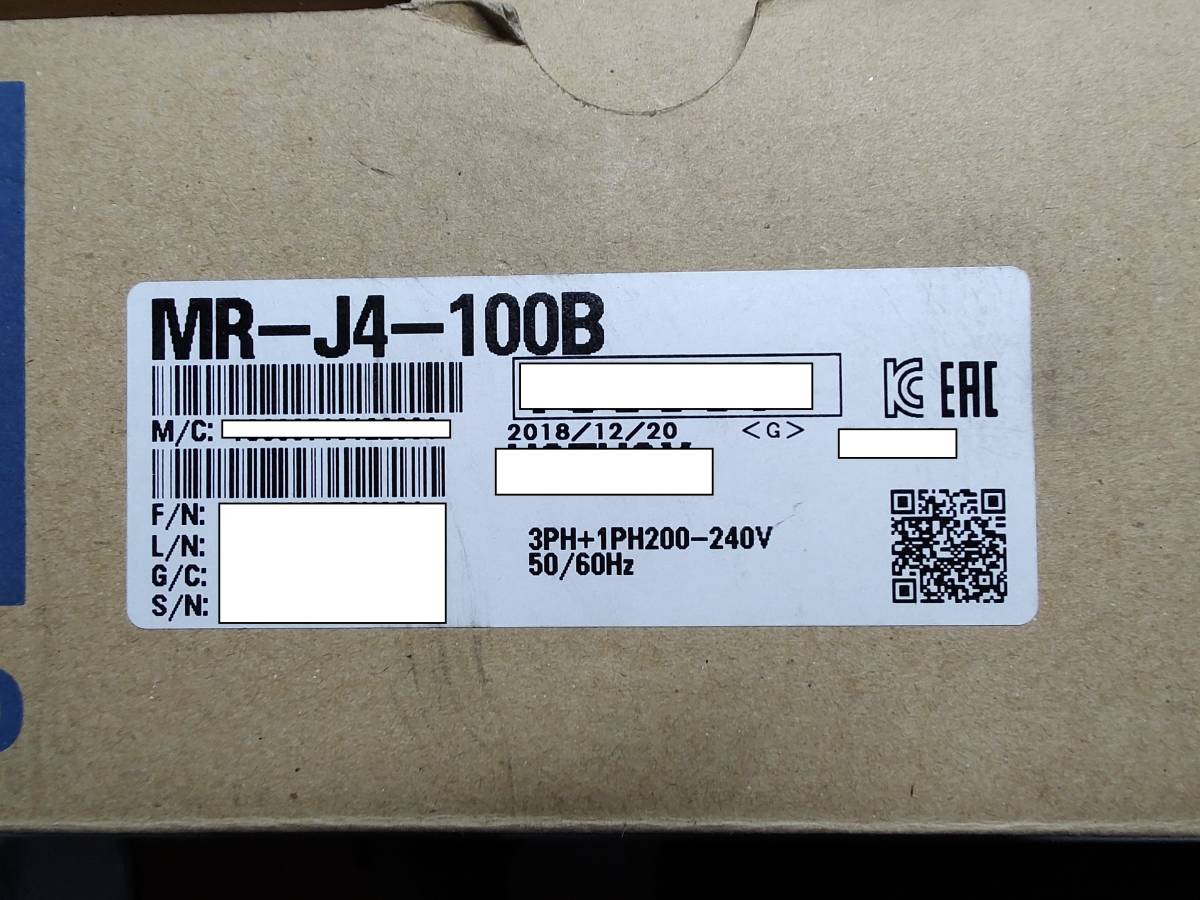 MR-J4-100B
M/C:
2018/12/20 <G>
F/N:
L/N:
G/C:
S/N:
3PH+1PH200-240V
50/60Hz
EAC